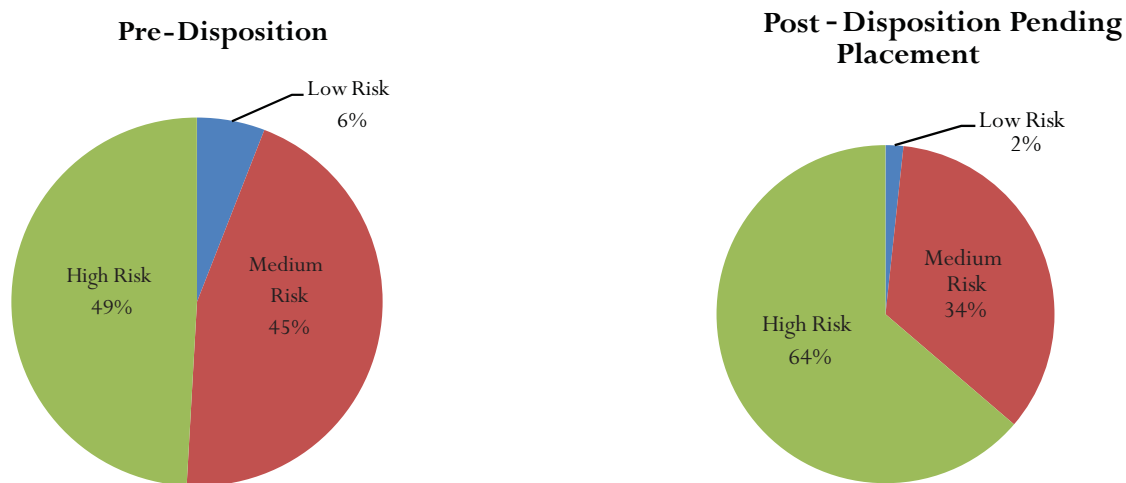 Pre-Disposition
Low Risk
6%
High Risk
49%
Medium
Risk
45%
Post - Disposition Pending
Placement
Low Risk
2%
Medium
Risk
34%
High Risk
64%